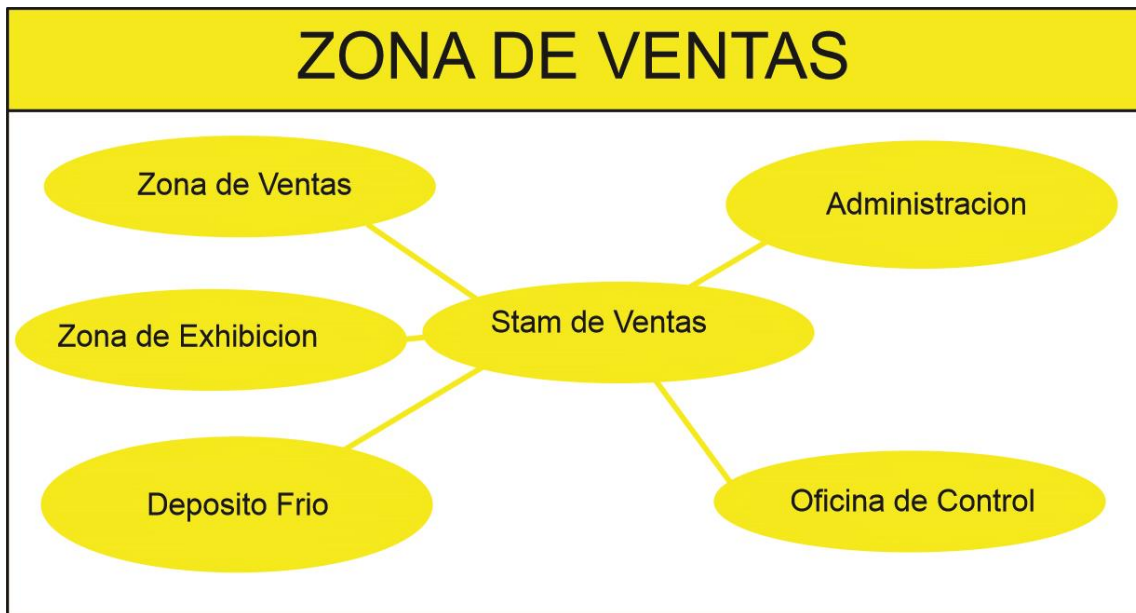 ZONA DE VENTAS
Zona de Ventas
Administracion
Zona de Exhibicion
Stam de Ventas
Deposito Frio
Oficina de Control